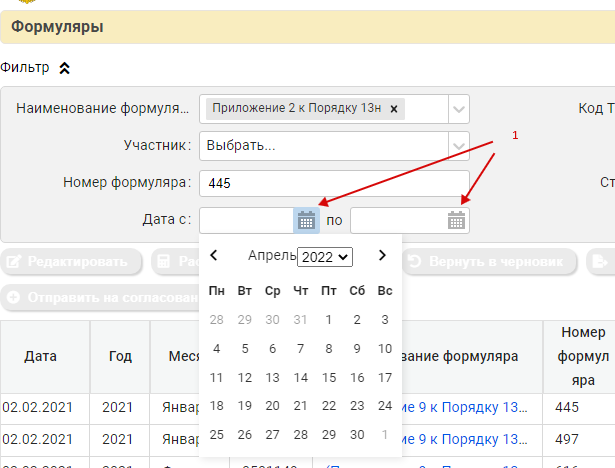 Формуляры
Фильтр
Наименование формуля... Приложение 2 к Порядку 13н × Код Т
Участник: Выбрать... 1
Номер формуляра: 445 Ст
Дата с: по
Апрель 2022
Редактировать Рас Вернуть в черновик
Пн Вт Ср Чт Пт Сб Вс
Отправить на согласован
28 29 30 31 1 2 3
4 5 6 7 8 9 10
11 12 13 14 15 16 17
18 19 20 21 22 23 24
25 26 27 28 29 30 1
Дата Год Меся вание формуляра Номер формул яра
02.02.2021 2021 Январ ие 9 к Порядку 13... 445
02.02.2021 2021 Январ ие 9 к Порядку 13... 497